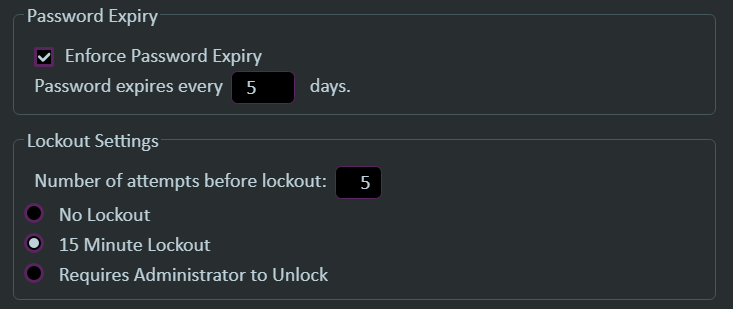 Password Expiry
Enforce Password Expiry
Password expires every 5 days.
Lockout Settings
Number of attempts before lockout: 5
No Lockout
15 Minute Lockout
Requires Administrator to Unlock